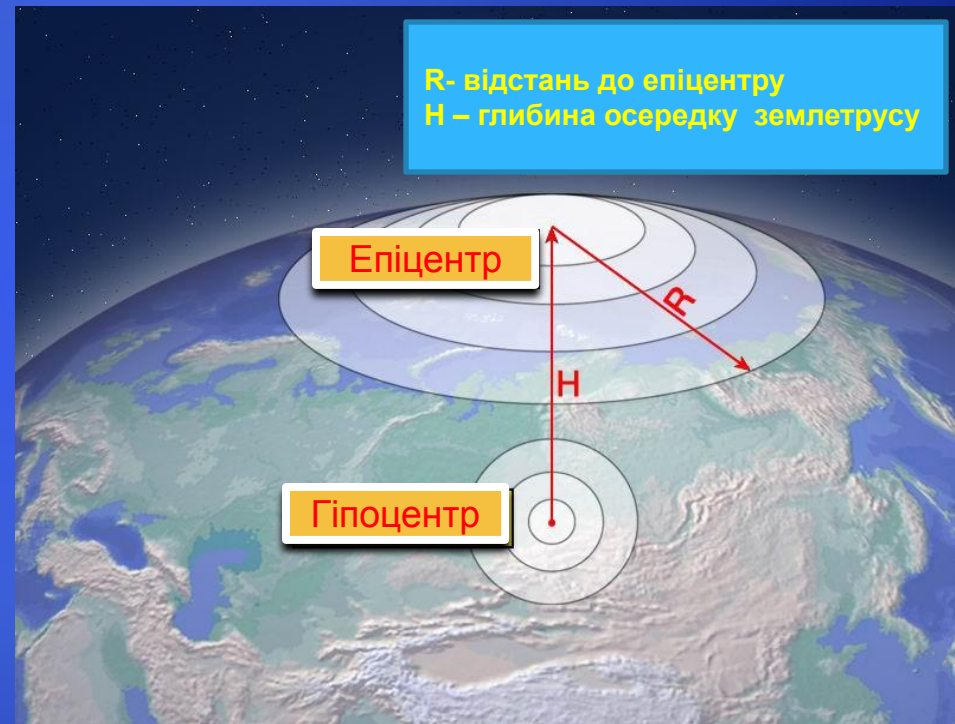 R- відстань до епіцентру
H – глибина осередку землетрусу
Епіцентр
R
H
Гіпоцентр